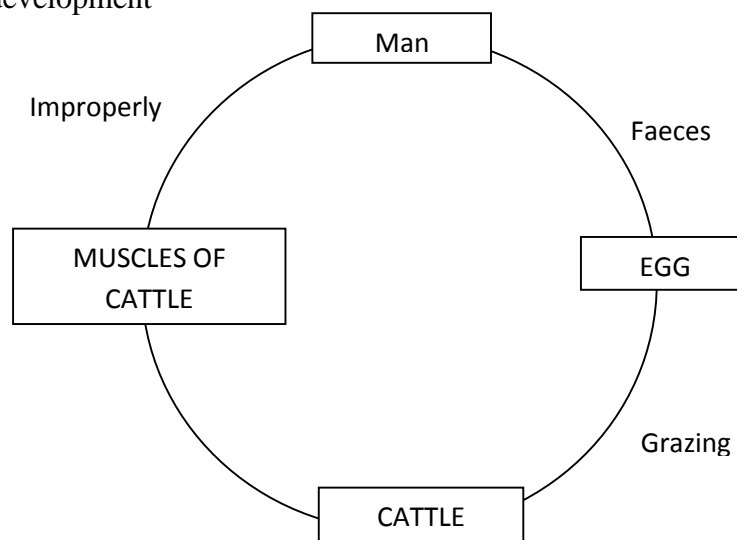 development
Man
Improperly
Faeces
MUSCLES OF
CATTLE
EGG
Grazing
CATTLE